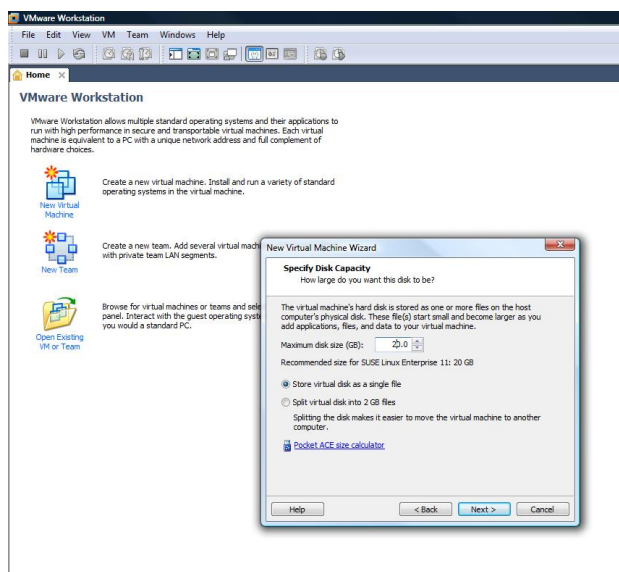 VMware Workstation
File Edit View VM Team Windows Help
Home
VMware Workstation
VMware Workstation allows multiple standard operating systems and their applications to
run with high performance in secure and transportable virtual machines. Each virtual
machine is equivalent to a PC with a unique network address and full complement of
hardware choices.
New Virtual
Machine
Create a new virtual machine. Install and run a variety of standard
operating systems in the virtual machine.
New Team
Create a new team. Add several virtual machi
with private team LAN segments.
Open Existing
VM or Team
Browse for virtual machines or teams and sele
panel. Interact with the guest operating syste
you would a standard PC.
New Virtual Machine Wizard
Specify Disk Capacity
How large do you want this disk to be?
The virtual machine's hard disk is stored as one or more files on the host
computer's physical disk. These file(s) start small and become larger as you
add applications, files, and data to your virtual machine.
Maximum disk size (GB): 20.0
Recommended size for SUSE Linux Enterprise 11: 20 GB
Store virtual disk as a single file
Split virtual disk into 2 GB files
Splitting the disk makes it easier to move the virtual machine to another
computer.
Pocket ACE size calculator
Help < Back Next > Cancel